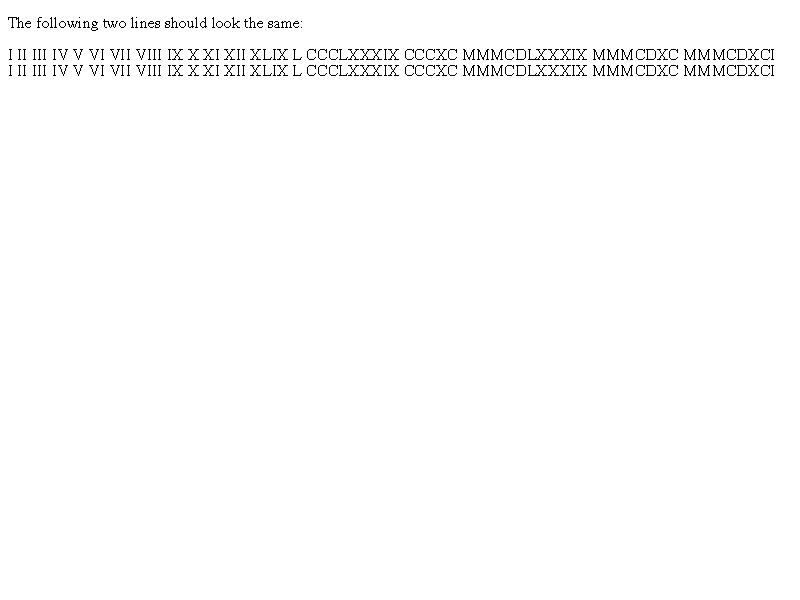 The following two lines should look the same:
I II III IV V VI VII VIII IX X XI XII XLIX L CCCLXXXIX CCCXC MMMCDLXXXIX MMMCDXC MMMCDXCI
I II III IV V VI VII VIII IX X XI XII XLIX L CCCLXXXIX CCCXC MMMCDLXXXIX MMMCDXC MMMCDXCI